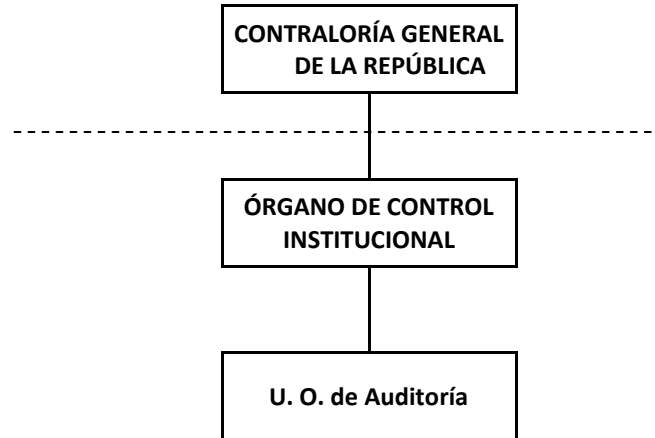 CONTRALORÍA GENERAL
DE LA REPÚBLICA
ÓRGANO DE CONTROL
INSTITUCIONAL
U. O. de Auditoría